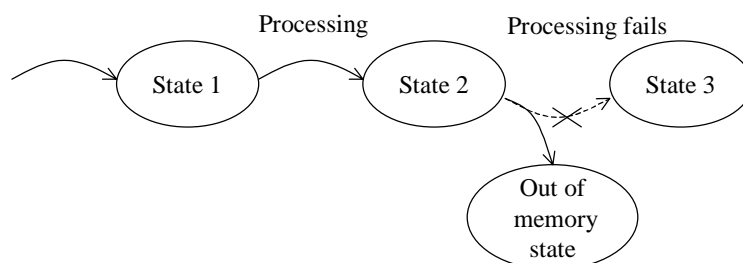 Processing
Processing fails
State 1
State 2
State 3
Out of
memory
state